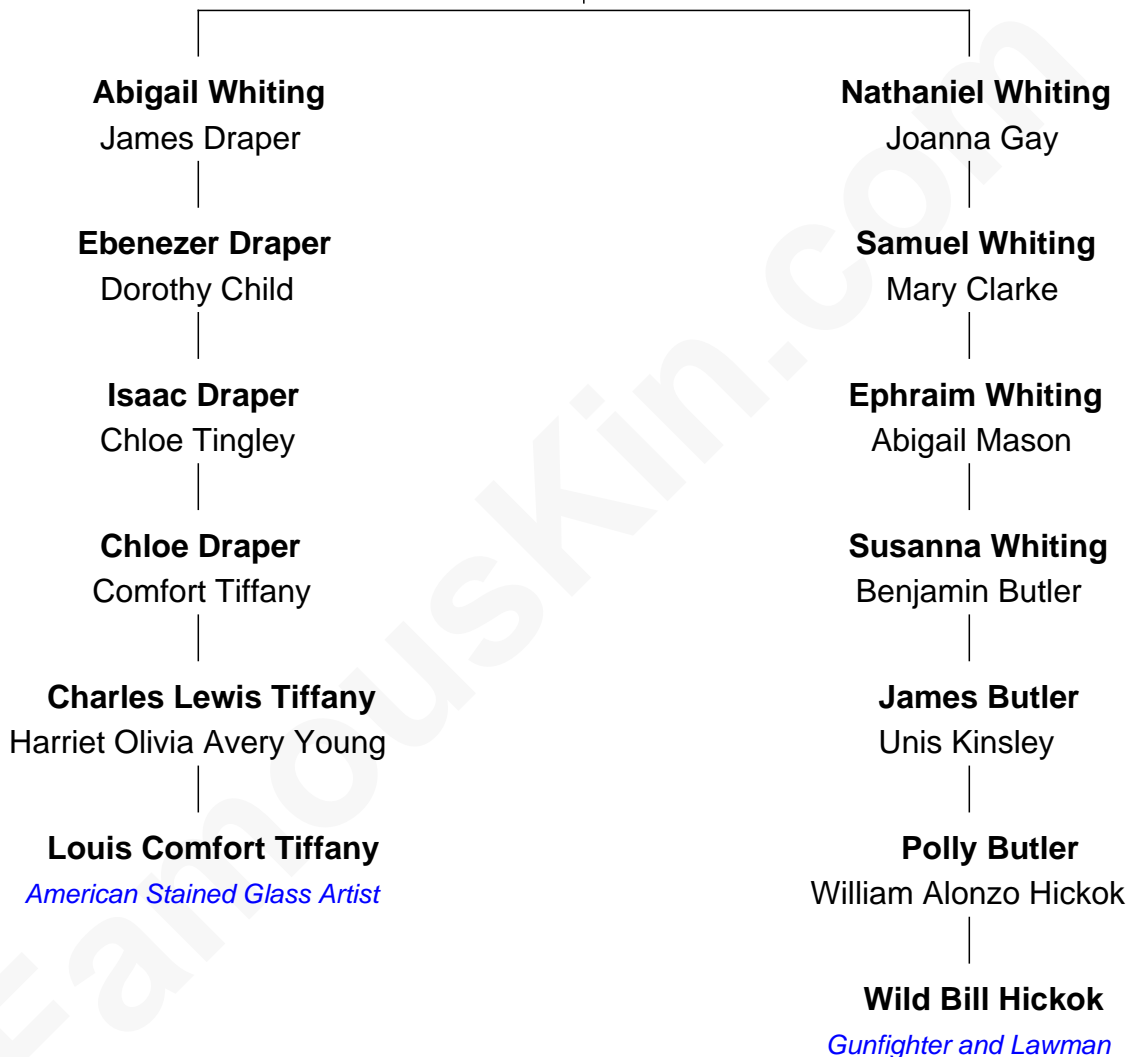 Abigail Whiting
James Draper
Nathaniel Whiting
Joanna Gay
Ebenezer Draper
Dorothy Child
Samuel Whiting
Mary Clarke
Isaac Draper
Chloe Tingley
Ephraim Whiting
Abigail Mason
Chloe Draper
Comfort Tiffany
Susanna Whiting
Benjamin Butler
Charles Lewis Tiffany
Harriet Olivia Avery Young
James Butler
Unis Kinsley
Louis Comfort Tiffany
American Stained Glass Artist
Polly Butler
William Alonzo Hickok
Wild Bill Hickok
Gunfighter and Lawman
FamousKin.com